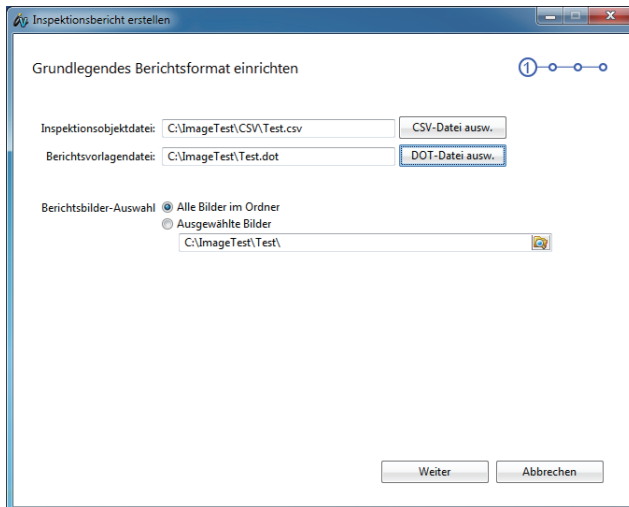 Inspektionsbericht erstellen
Grundlegendes Berichtsformat einrichten
1
Inspektionsobjektdatei: C:\ImageTest\CSV\Test.csv CSV-Datei ausw.
Berichtsvorlagendatei: C:\ImageTest\Test.dot DOT-Datei ausw.
Berichtsbilder-Auswahl Alle Bilder im Ordner
Ausgewählte Bilder
C:\ImageTest\Test\
Weiter Abbrechen